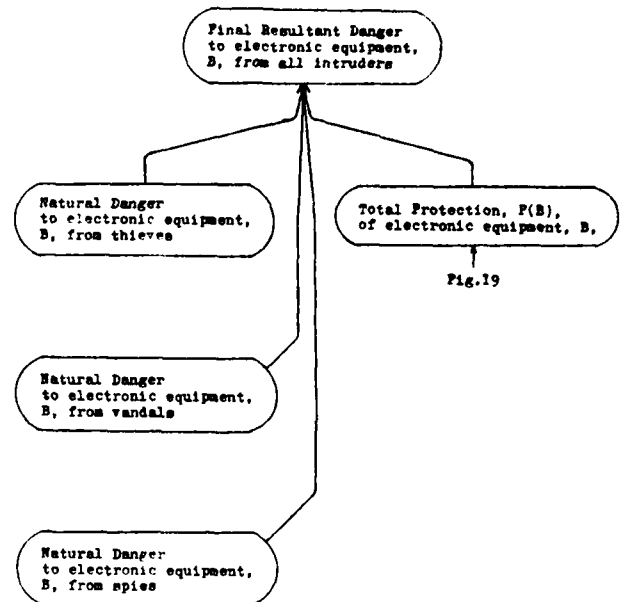 Final Resultant Danger
to electronic equipment,
B, from all intruders
Natural Danger
to electronic equipment,
B, from thieves
Total Protection, P(B),
of electronic equipment, B,
Fig.19
Natural Danger
to electronic equipment,
B, from vandals
Natural Danger
to electronic equipment,
B, from spies